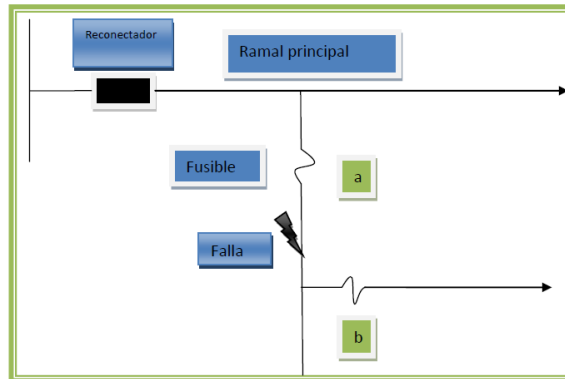 Reconectador
Ramal principal
Fusible
a
Falla
b